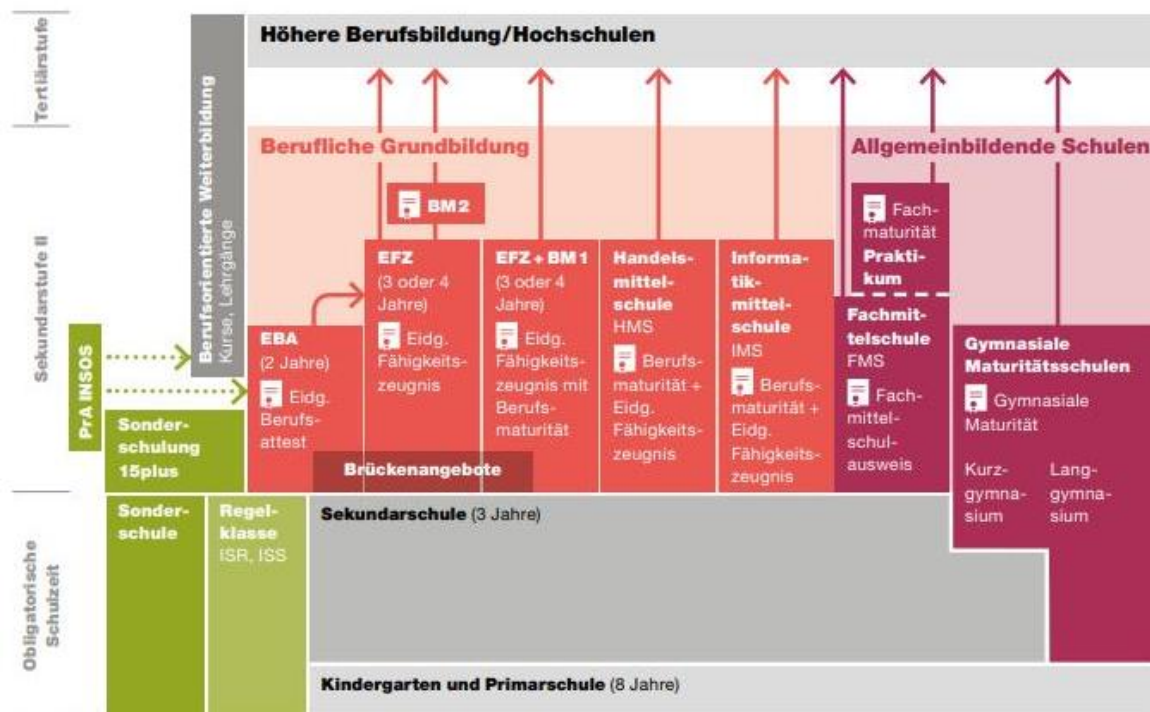 Tertiärstufe
Sekundarstufe II
Obligatorische
Schulzeit
PrA INSOS
Berufsorientierte Weiterbildung
Kurse, Lehrgänge
Höhere Berufsbildung/Hochschulen
Berufliche Grundbildung
Allgemeinbildende Schulen
BM2
EBA
(2 Jahre)
Eidg.
Berufs-
attest
EFZ
(3 oder 4
Jahre)
Eidg.
Fähigkeits-
zeugnis
EFZ + BM 1
(3 oder 4
Jahre)
Eidg.
Fähigkeits-
zeugnis mit
Berufs-
maturität
Handels-
mittel-
schule
HMS
Berufs-
maturität +
Eidg.
Fähigkeits-
zeugnis
Informa-
tik-
mittel-
schule
IMS
Berufs-
maturität +
Eidg.
Fähigkeits-
zeugnis
Fach-
maturität
Prakti-
kum
Fachmit-
telschule
FMS
Fach-
mittel-
schul-
ausweis
Gymnasiale
Maturitätsschulen
Gymnasiale
Maturität
Kurz-
gymna-
sium
Lang-
gymna-
sium
Brückenangebote
Sonder-
schulung
15plus
Sonder-
schule
Regel-
klasse
ISR, ISS
Sekundarschule (3 Jahre)
Kindergarten und Primarschule (8 Jahre)